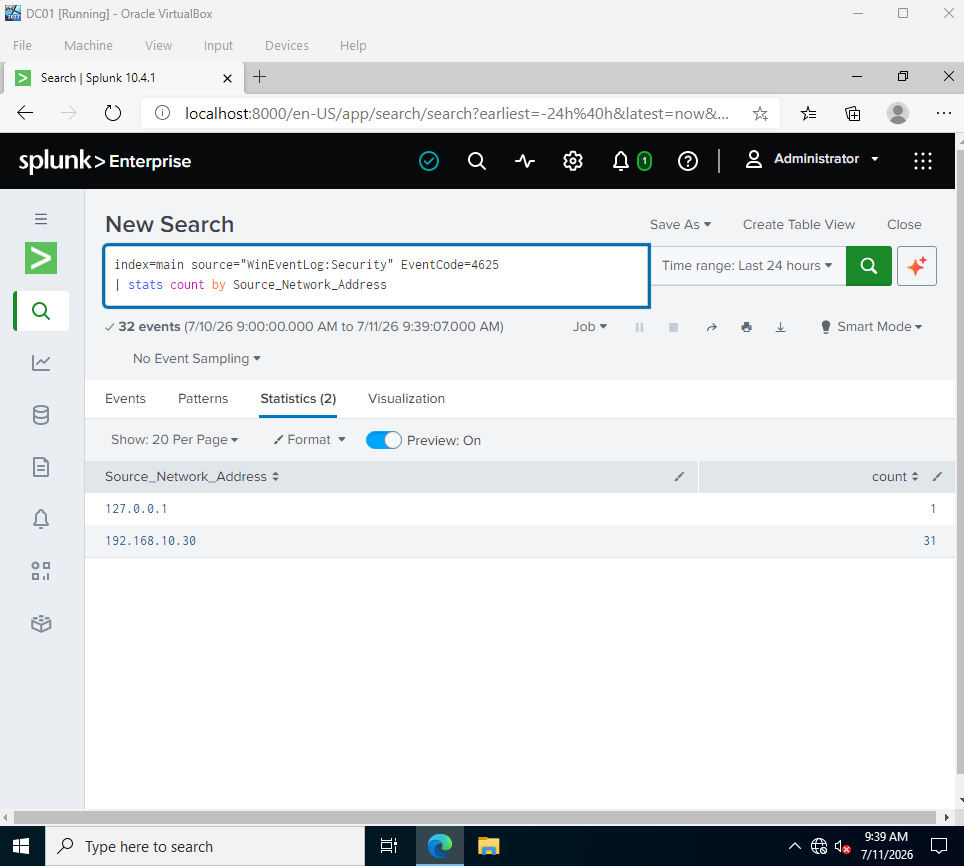 DC01 [Running] - Oracle VirtualBox
File Machine View Input Devices Help
Search | Splunk 10.4.1
localhost:8000/en-US/app/search/search?earliest=-24h%40h&latest=now&...
splunk> Enterprise 1 Administrator
New Search Save As Create Table View Close
index=main source="WinEventLog:Security" EventCode=4625
| stats count by Source_Network_Address
Time range: Last 24 hours
32 events (7/10/26 9:00:00.000 AM to 7/11/26 9:39:07.000 AM) Job Smart Mode
No Event Sampling
Events Patterns Statistics (2) Visualization
Show: 20 Per Page Format Preview: On
Source_Network_Address count
127.0.0.1 1
192.168.10.30 31
Type here to search
9:39 AM
7/11/2026